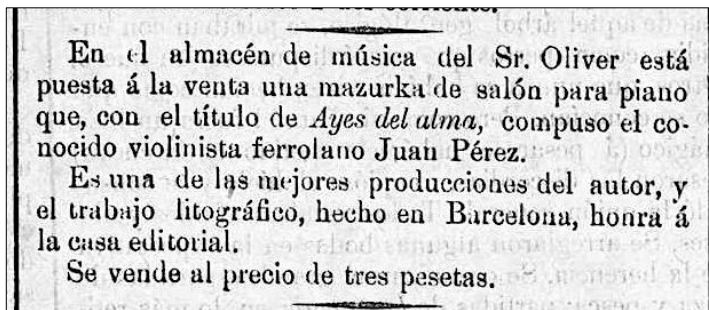 En el almacén de música del Sr. Oliver está
puesta á la venta una mazurka de salón para piano
que, con el título de Ayes del alma, compuso el co-
nocido violinista ferrolano Juan Pérez.
Es una de las mejores producciones del autor, y
el trabajo litográfico, hecho en Barcelona, honra á
la casa editorial.
Se vende al precio de tres pesetas.